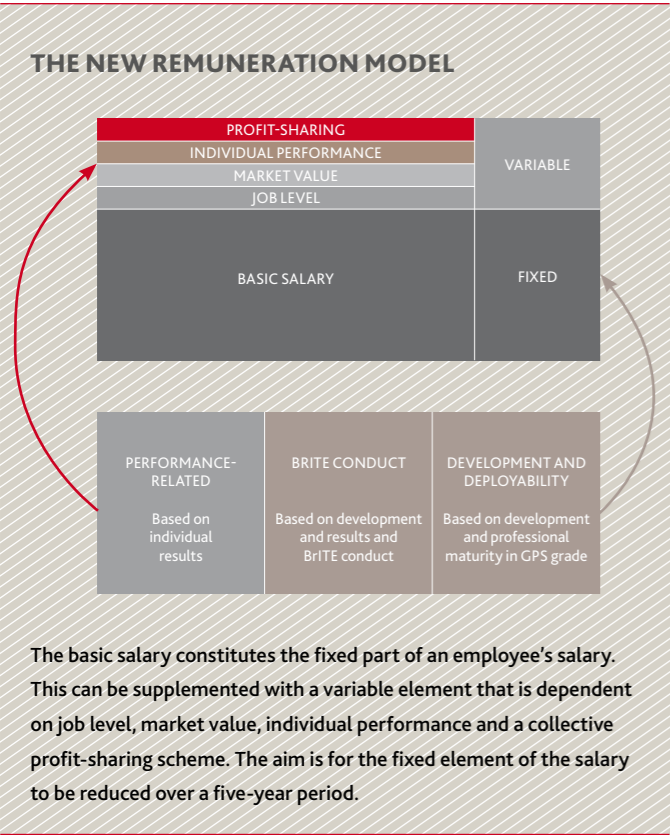 THE NEW REMUNERATION MODEL
PROFIT-SHARING
INDIVIDUAL PERFORMANCE
MARKET VALUE
JOB LEVEL
VARIABLE
BASIC SALARY
FIXED
PERFORMANCE-
RELATED
Based on
individual
results
BRITE CONDUCT
Based on development
and results and
BrITE conduct
DEVELOPMENT AND
DEPLOYABILITY
Based on development
and professional
maturity in GPS grade
The basic salary constitutes the fixed part of an employee’s salary.
This can be supplemented with a variable element that is dependent
on job level, market value, individual performance and a collective
profit-sharing scheme. The aim is for the fixed element of the salary
to be reduced over a five-year period.